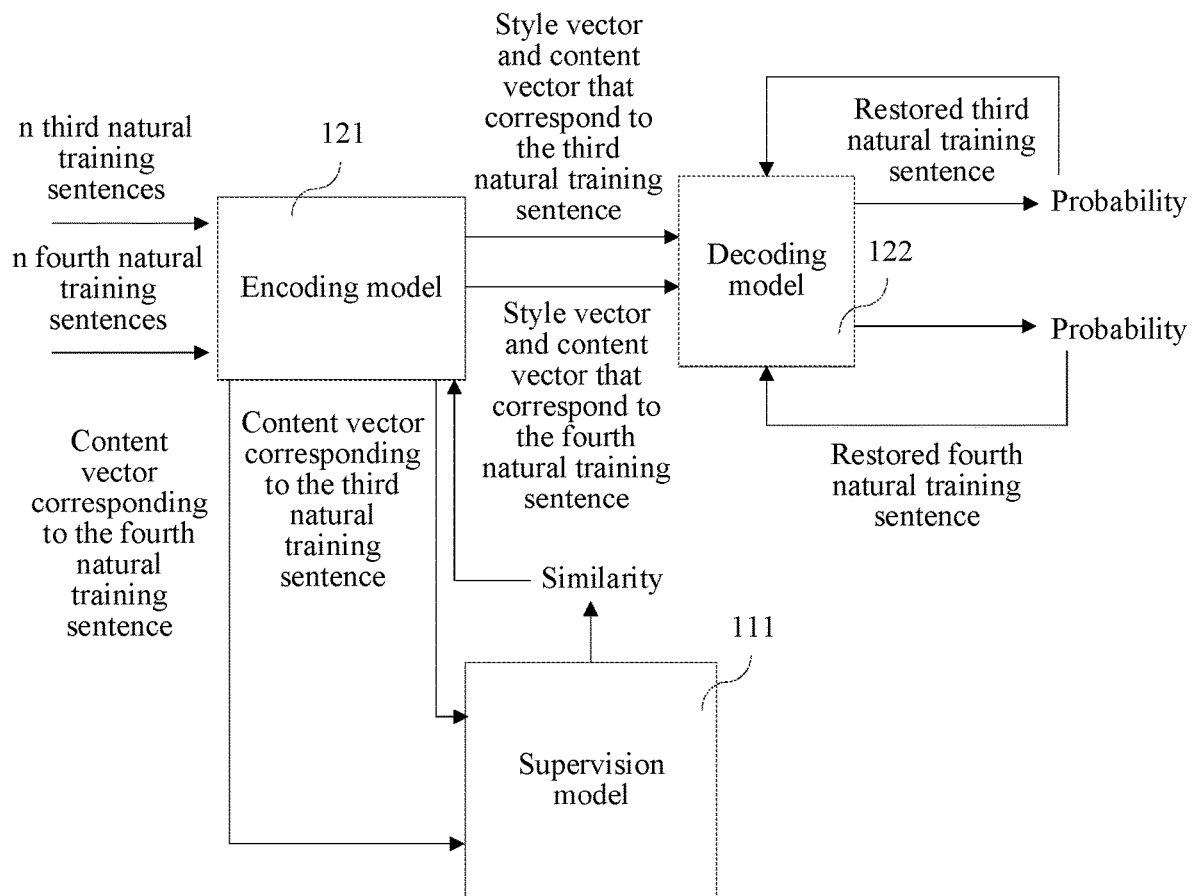 n third natural
training
sentences
n fourth natural
training
sentences
121
Encoding model
Style vector
and content
vector that
correspond to
the third
natural training
sentence
Style vector
and content
vector that
correspond to
the fourth
natural training
sentence
Decoding
model
122
Restored third
natural training
sentence
Probability
Probability
Restored fourth
natural training
sentence
Content
vector
corresponding
to the fourth
natural
training
sentence
Content vector
corresponding
to the third
natural
training
sentence
Similarity
111
Supervision
model